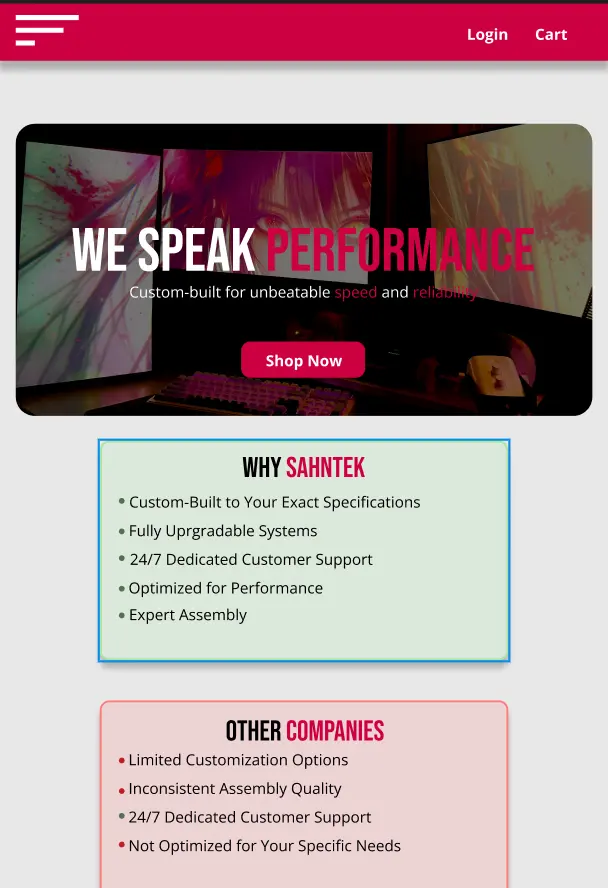 Login Cart
WE SPEAK PERFORMANCE
Custom-built for unbeatable speed and reliability
Shop Now
WHY SAHNTEK
Custom-Built to Your Exact Specifications
Fully Uprgradable Systems
24/7 Dedicated Customer Support
Optimized for Performance
Expert Assembly
OTHER COMPANIES
Limited Customization Options
Inconsistent Assembly Quality
24/7 Dedicated Customer Support
Not Optimized for Your Specific Needs